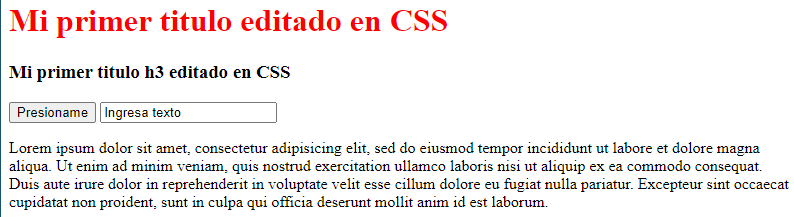 Mi primer titulo editado en CSS
Mi primer titulo h3 editado en CSS
Presioname Ingresa texto
Lorem ipsum dolor sit amet, consectetur adipisicing elit, sed do eiusmod tempor incididunt ut labore et dolore magna
aliqua. Ut enim ad minim veniam, quis nostrud exercitation ullamco laboris nisi ut aliquip ex ea commodo consequat.
Duis aute irure dolor in reprehenderit in voluptate velit esse cillum dolore eu fugiat nulla pariatur. Excepteur sint occaecat
cupidatat non proident, sunt in culpa qui officia deserunt mollit anim id est laborum.